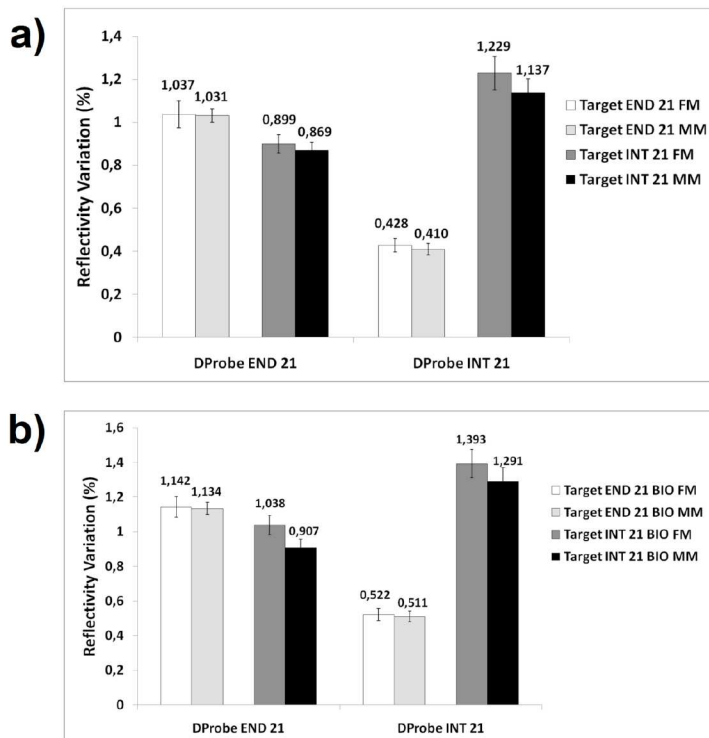 a)
1,4
1,2
1
0,8
0,6
0,4
0,2
0
Reflectivity Variation (%)
1,037
1,031
0,899
0,869
0,428
0,410
1,229
1,137
DProbe END 21
DProbe INT 21
Target END 21 FM
Target END 21 MM
Target INT 21 FM
Target INT 21 MM
b)
1,6
1,4
1,2
1
0,8
0,6
0,4
0,2
0
Reflectivity Variation (%)
1,142
1,134
1,038
0,907
0,522
0,511
1,393
1,291
DProbe END 21
DProbe INT 21
Target END 21 BIO FM
Target END 21 BIO MM
Target INT 21 BIO FM
Target INT 21 BIO MM